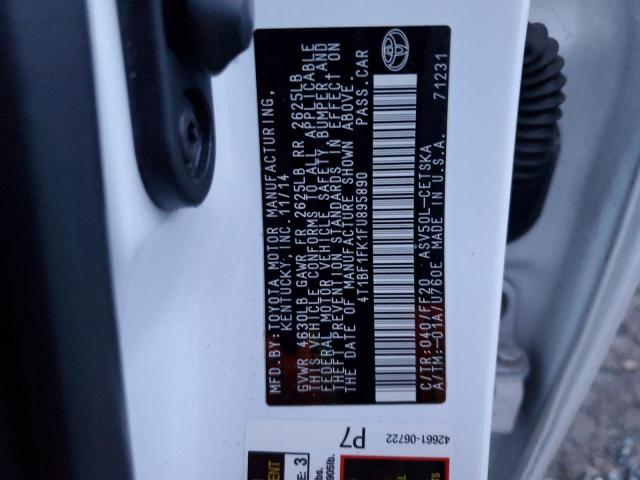 MFD.BY:TOYOTA MOTOR MANUFACTURING,
KENTUCKY, INC. 11/14
GVWR 4630LB GAWR FR 2625LB RR 2625LB
THIS VEHICLE CONFORMS TO ALL APPLICABLE
FEDERAL MOTOR VEHICLE SAFETY, BUMPER, AND
THEFT PREVENTION STANDARDS IN EFFECT ON
THE DATE OF MANUFACTURE SHOWN ABOVE.
4T1BF1FK1FU895890 PASS.CAR
C/TR:040/FF20 ASV50L-CETSKA
A/TM:-01A/U760E MADE IN U.S.A. 71231
TOYOTA
P7
42661-06722
E: 3